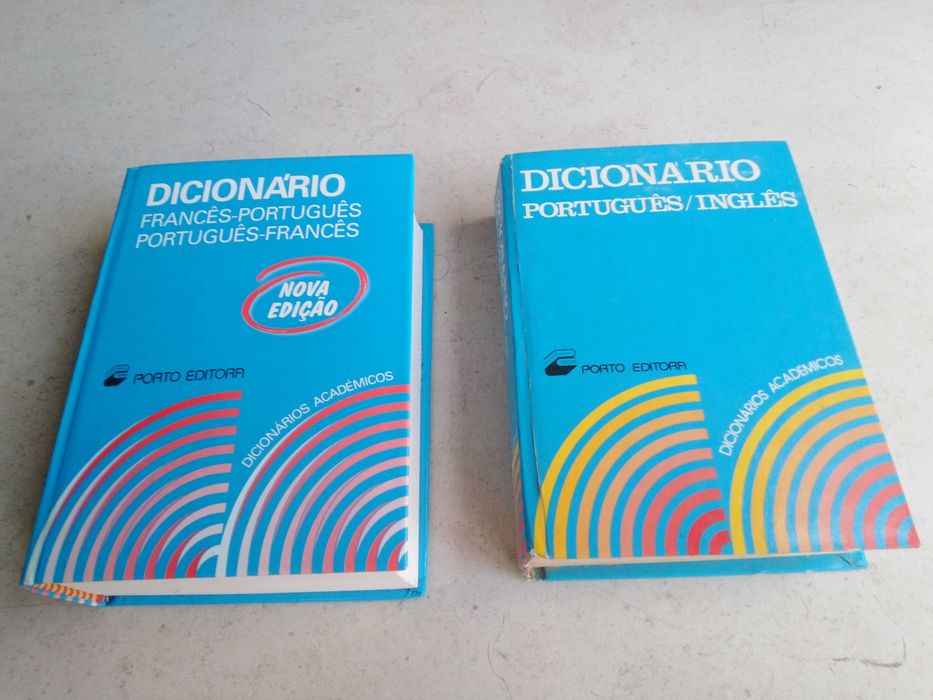 DICIONÁRIO
FRANCÊS-PORTUGUÊS
PORTUGUÊS-FRANCÊS
NOVA
EDIÇÃO
PORTO EDITORA
DICIONÁRIOS ACADÉMICOS
DICIONÁRIO
PORTUGUÊS/INGLÊS
PORTO EDITORA
DICIONÁRIOS ACADÉMICOS